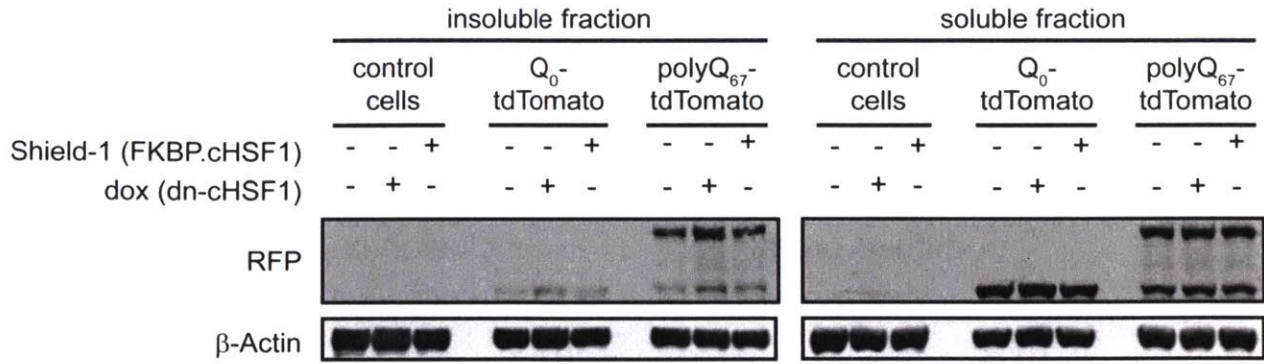 insoluble fraction soluble fraction
control cells Q₀-tdTomato polyQ₆₇-tdTomato control cells Q₀-tdTomato polyQ₆₇-tdTomato
Shield-1 (FKBP.cHSF1) - - + - - + - - + - - + - - + - - +
dox (dn-cHSF1) - + - - + - - + - - + - - + - - + -
RFP
β-Actin